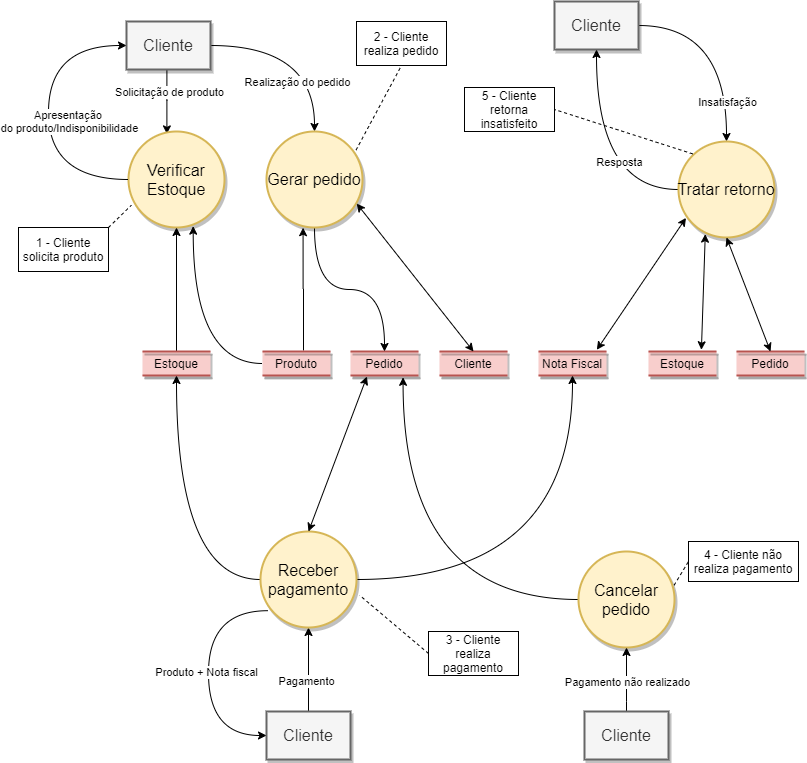 Cliente
Cliente
2 - Cliente
realiza pedido
Realização do pedido
Solicitação de produto
Apresentação
do produto/Indisponibilidade
5 - Cliente
retorna
insatisfeito
Insatisfação
Resposta
Verificar
Estoque
Gerar pedido
Tratar retorno
1 - Cliente
solicita produto
Estoque
Produto
Pedido
Cliente
Nota Fiscal
Estoque
Pedido
Receber
pagamento
Cancelar
pedido
4 - Cliente não
realiza pagamento
3 - Cliente
realiza
pagamento
Produto + Nota fiscal
Pagamento
Pagamento não realizado
Cliente
Cliente